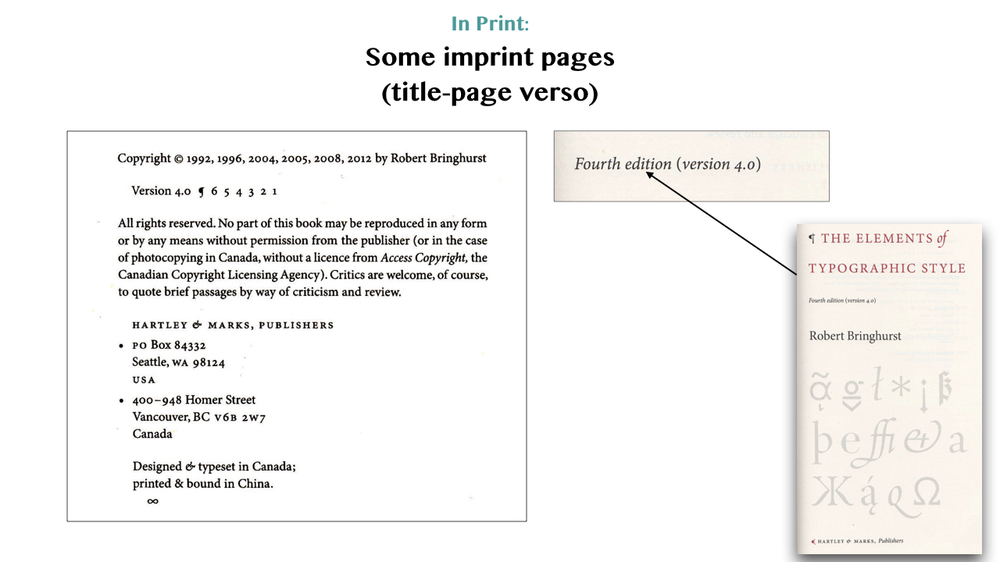 In Print:
Some imprint pages
(title-page verso)
Copyright © 1992, 1996, 2004, 2005, 2008, 2012 by Robert Bringhurst
Version 4.0 ¶ 6 5 4 3 2 1
All rights reserved. No part of this book may be reproduced in any form
or by any means without permission from the publisher (or in the case
of photocopying in Canada, without a licence from Access Copyright, the
Canadian Copyright Licensing Agency). Critics are welcome, of course,
to quote brief passages by way of criticism and review.
HARTLEY & MARKS, PUBLISHERS
• PO Box 84332
Seattle, WA 98124
USA
• 400–948 Homer Street
Vancouver, BC V6B 2W7
Canada
Designed & typeset in Canada;
printed & bound in China.
∞
Fourth edition (version 4.0)
¶ THE ELEMENTS of
TYPOGRAPHIC STYLE
Fourth edition (version 4.0)
Robert Bringhurst
þ e ffi & a
Ж ą́ Q Ω
¶ HARTLEY & MARKS, Publishers